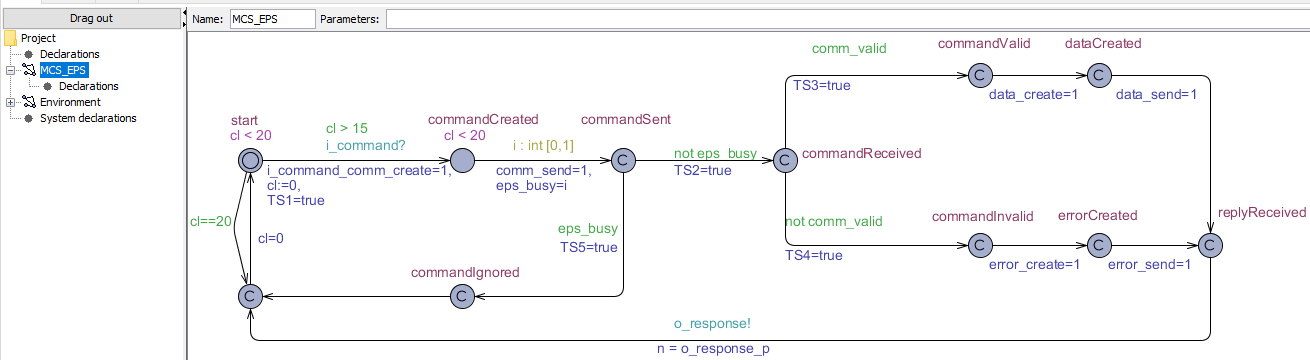 Drag out
Name: MCS_EPS Parameters:
Project
Declarations
MCS_EPS
Declarations
Environment
System declarations
start
cl < 20
cl > 15
i_command?
i_command_comm_create=1,
cl:=0,
TS1=true
commandCreated
cl < 20
i : int [0,1]
comm_send=1,
eps_busy=i
commandSent
C
not eps_busy
TS2=true
C
commandReceived
comm_valid
TS3=true
commandValid
C
data_create=1
dataCreated
C
data_send=1
not comm_valid
TS4=true
commandInvalid
C
error_create=1
errorCreated
C
error_send=1
replyReceived
C
eps_busy
TS5=true
commandIgnored
C
cl==20
cl=0
C
o_response!
n = o_response_p